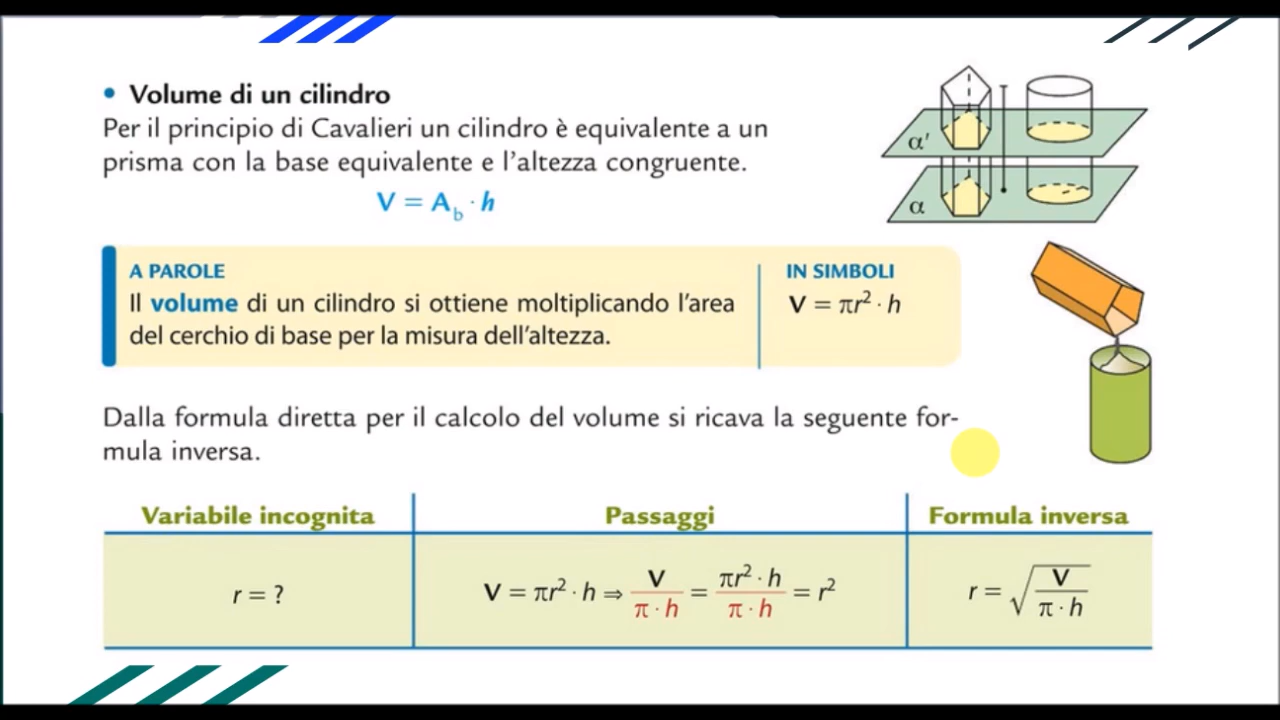 • Volume di un cilindro
Per il principio di Cavalieri un cilindro è equivalente a un
prisma con la base equivalente e l'altezza congruente.
V = A_b · h
α'
α
A PAROLE
Il volume di un cilindro si ottiene moltiplicando l'area
del cerchio di base per la misura dell'altezza.
IN SIMBOLI
V = πr² · h
Dalla formula diretta per il calcolo del volume si ricava la seguente for-
mula inversa.
Variabile incognita Passaggi Formula inversa
r = ? V = πr² · h ⇒ V / π · h = πr² · h / π · h = r² r = √(V / π · h)